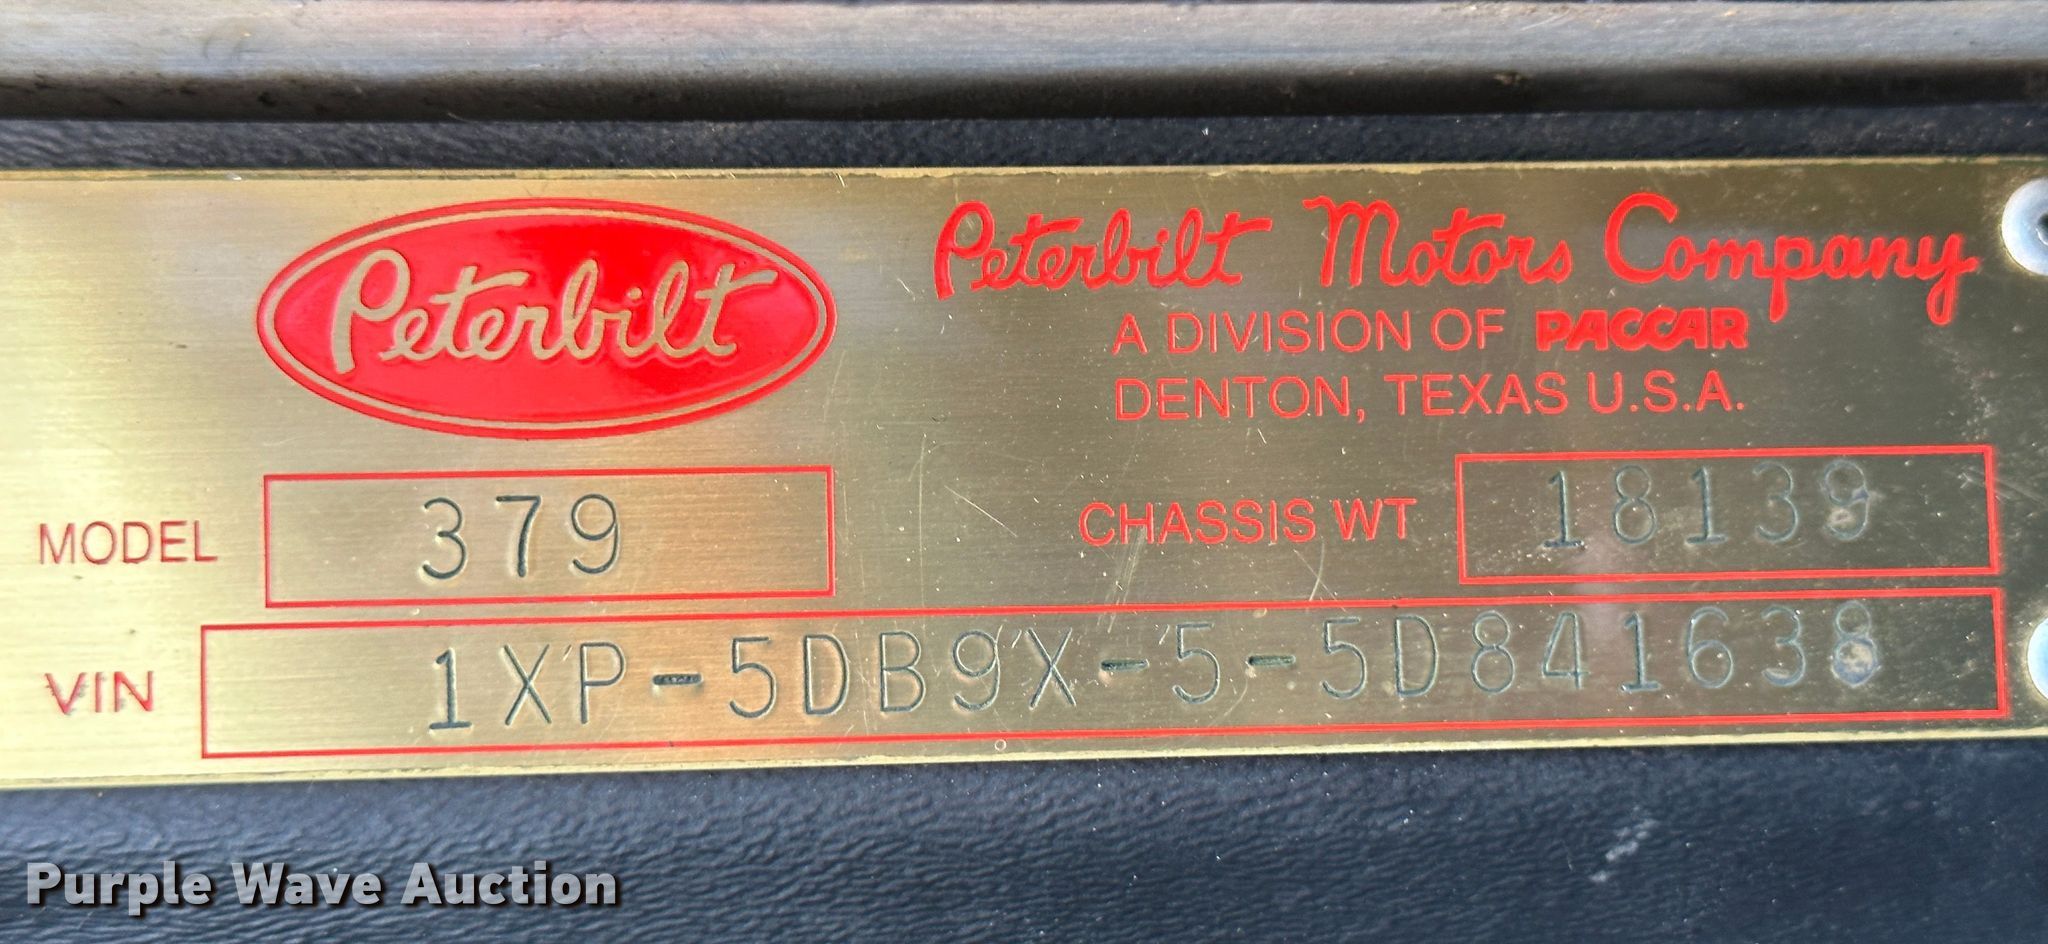 Peterbilt
Peterbilt Motors Company
A DIVISION OF PACCAR
DENTON, TEXAS U.S.A.
MODEL 379
CHASSIS WT 18139
VIN 1XP-5DB9X-5-5D841638
Purple Wave Auction